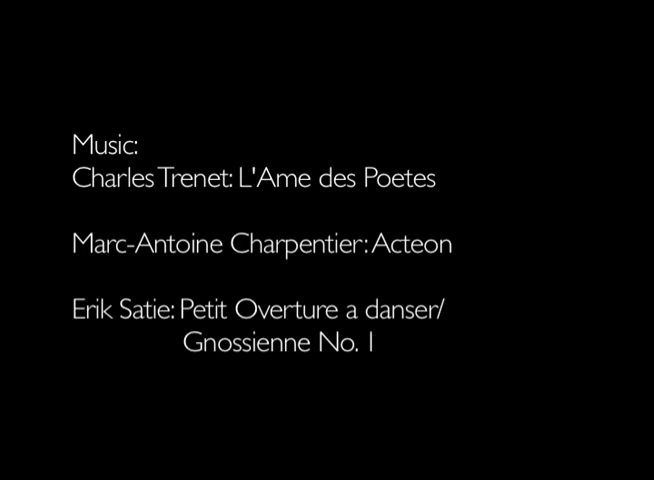 Music:
Charles Trenet: L'Ame des Poetes
Marc-Antoine Charpentier: Acteon
Erik Satie: Petit Overture a danser/
Gnossienne No. 1